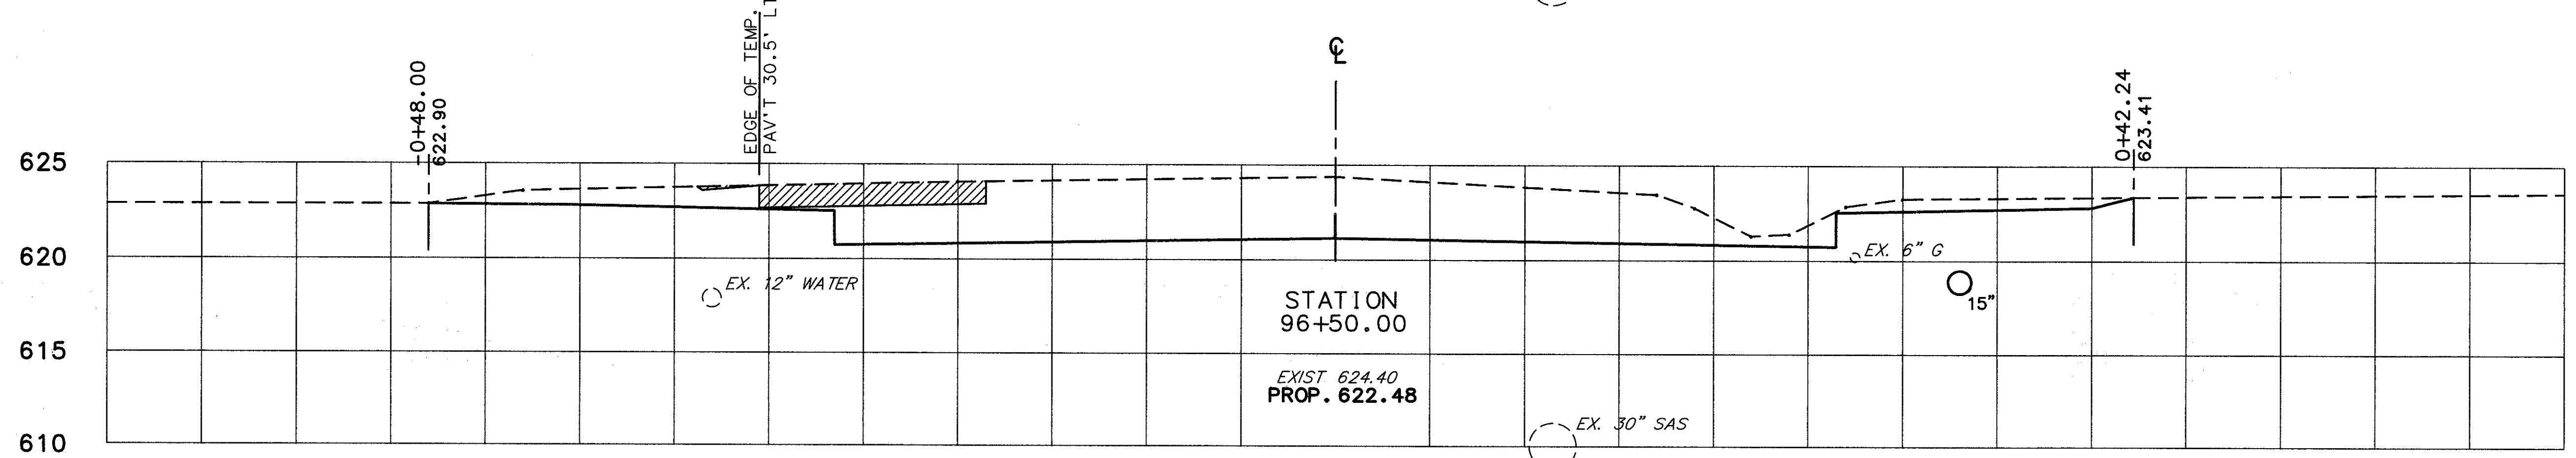 EDGE OF TEMP.
PAV'T 30.5' LT
℄
-0+48.00
622.90
0+42.24
623.41
625
620
615
610
EX. 12" WATER
EX. 6" G
15"
STATION
96+50.00
EXIST 624.40
PROP. 622.48
EX. 30" SAS